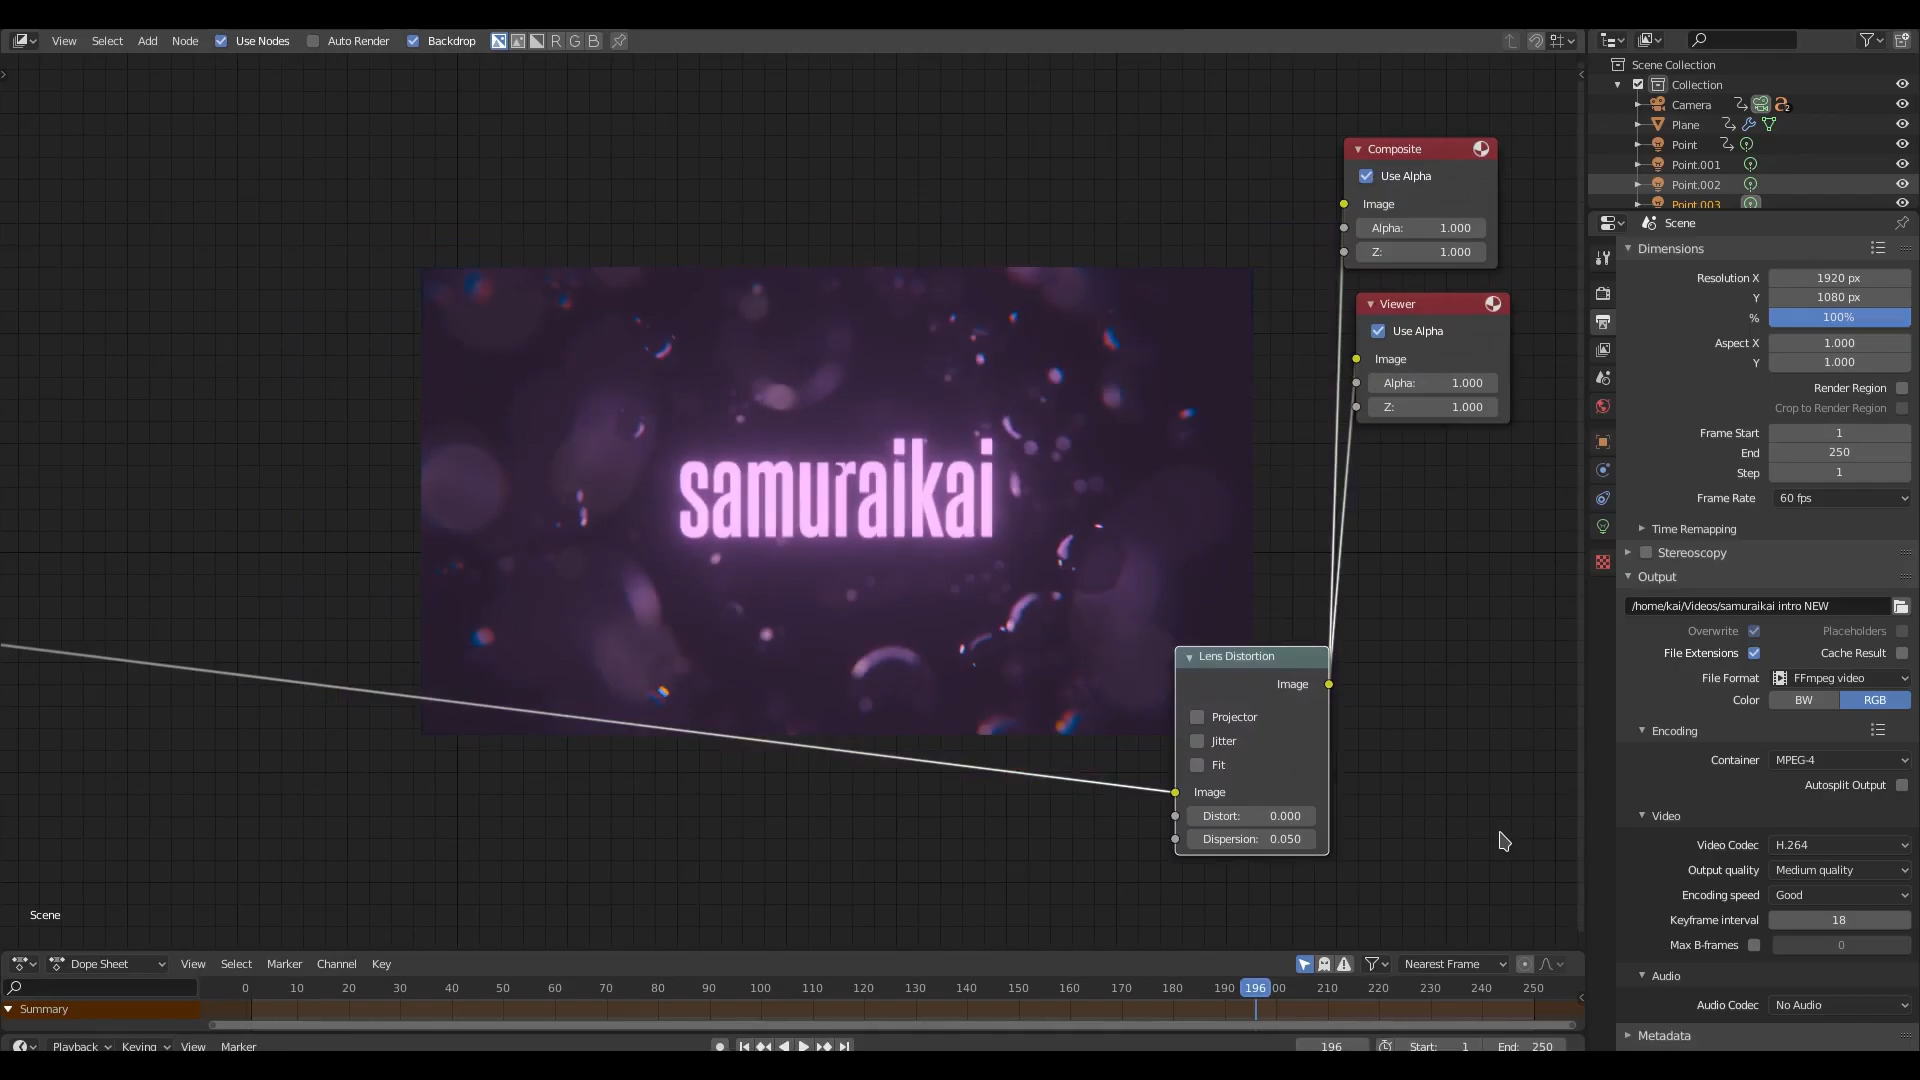 View Select Add Node Use Nodes Auto Render Backdrop R G B
Scene Collection
Collection
Camera 2
Plane
Point
Point.001
Point.002
Point.003
Scene
Composite
Use Alpha
Image
Alpha: 1.000
Z: 1.000
Viewer
Use Alpha
Image
Alpha: 1.000
Z: 1.000
samuraikai
Lens Distortion
Image
Projector
Jitter
Fit
Image
Distort: 0.000
Dispersion: 0.050
Scene
Dimensions
Resolution X 1920 px
Y 1080 px
% 100%
Aspect X 1.000
Y 1.000
Render Region
Crop to Render Region
Frame Start 1
End 250
Step 1
Frame Rate 60 fps
Time Remapping
Stereoscopy
Output
/home/kai/Videos/samuraikai intro NEW
Overwrite Placeholders
File Extensions Cache Result
File Format FFmpeg video
Color BW RGB
Encoding
Container MPEG-4
Autosplit Output
Video
Video Codec H.264
Output quality Medium quality
Encoding speed Good
Keyframe interval 18
Max B-frames 0
Audio
Audio Codec No Audio
Metadata
Dope Sheet View Select Marker Channel Key Nearest Frame
0 10 20 30 40 50 60 70 80 90 100 110 120 130 140 150 160 170 180 190 196 00 210 220 230 240 250
Summary
Playback Keying View Marker 196 Start: 1 End: 250